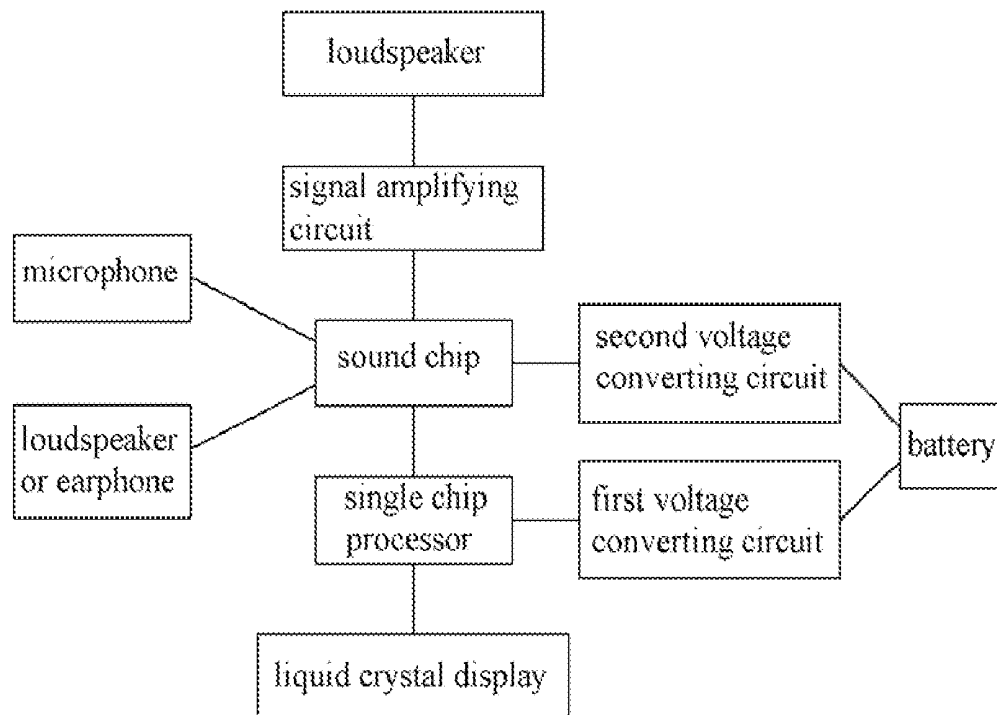 loudspeaker
signal amplifying
circuit
microphone
sound chip
second voltage
converting circuit
loudspeaker
or earphone
battery
single chip
processor
first voltage
converting circuit
liquid crystal display